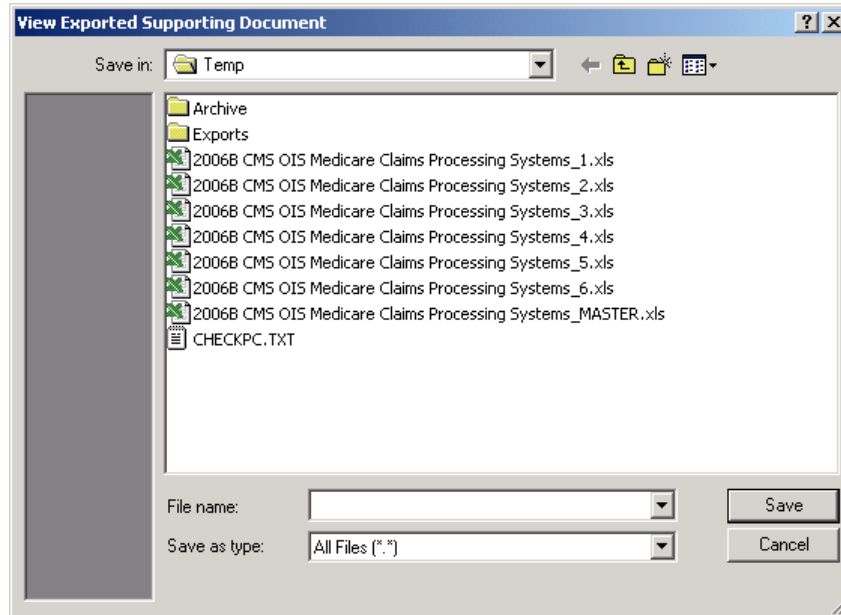 View Exported Supporting Document
Save in: Temp
Archive
Exports
2006B CMS OIS Medicare Claims Processing Systems_1.xls
2006B CMS OIS Medicare Claims Processing Systems_2.xls
2006B CMS OIS Medicare Claims Processing Systems_3.xls
2006B CMS OIS Medicare Claims Processing Systems_4.xls
2006B CMS OIS Medicare Claims Processing Systems_5.xls
2006B CMS OIS Medicare Claims Processing Systems_6.xls
2006B CMS OIS Medicare Claims Processing Systems_MASTER.xls
CHECKPC.TXT
File name: Save
Save as type: All Files (*.*) Cancel